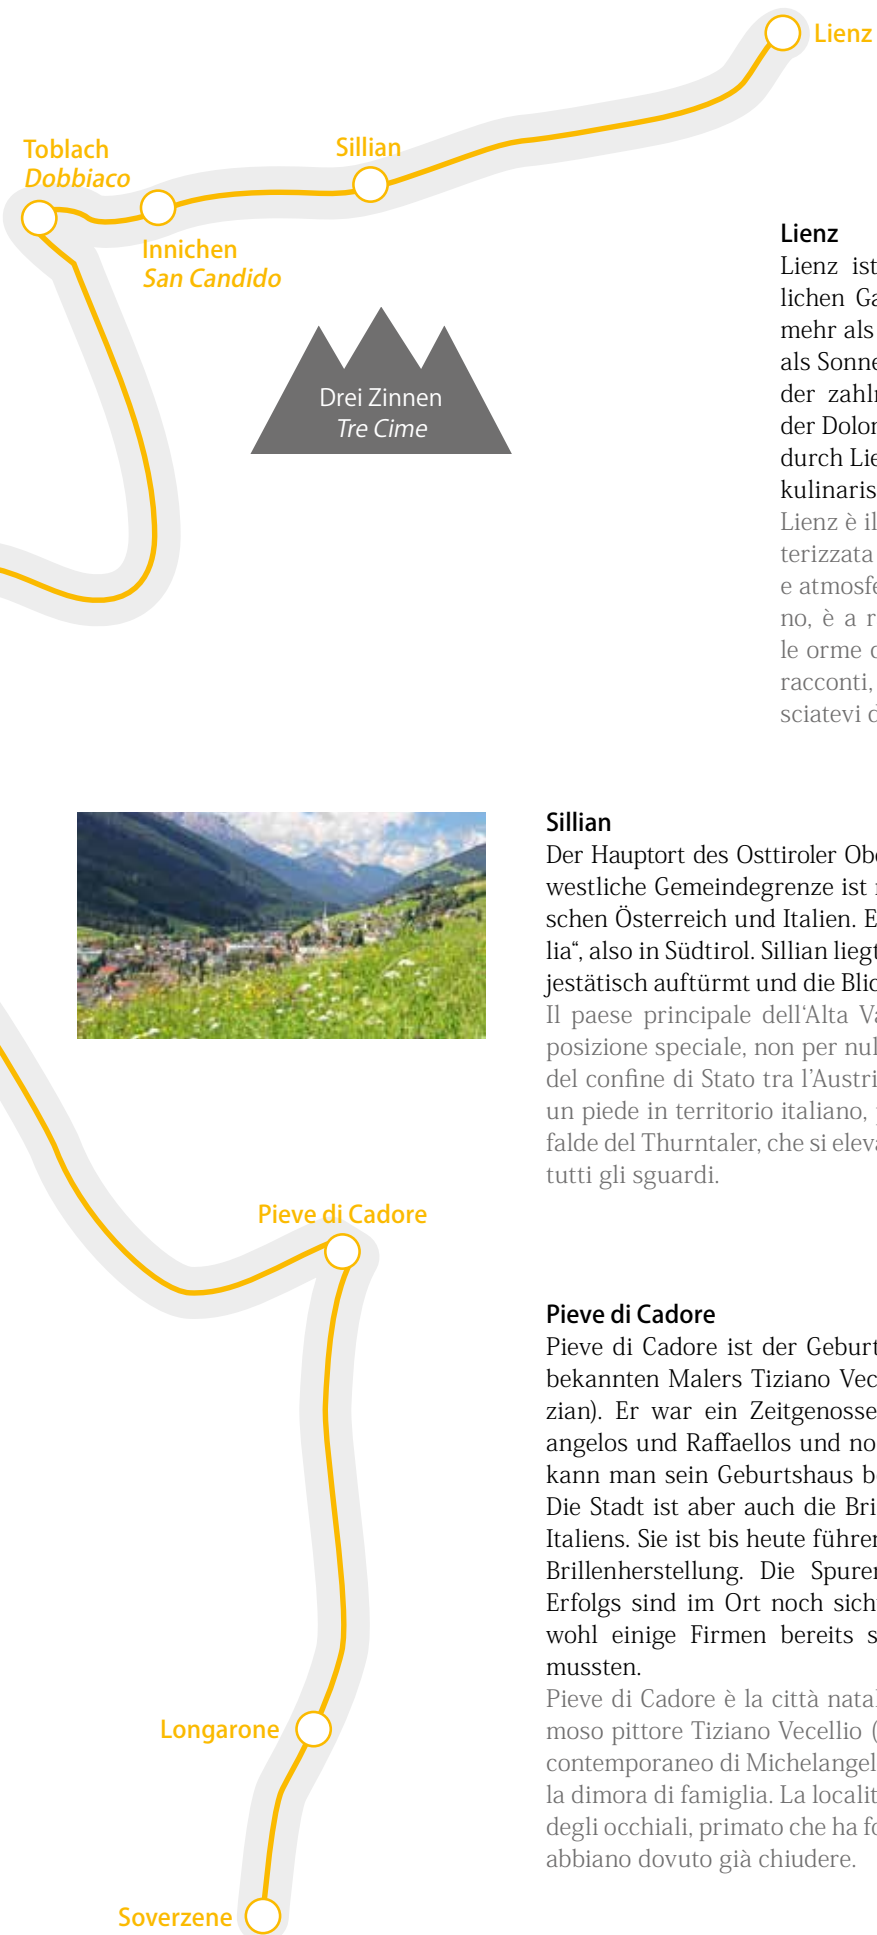 Lienz
Toblach
Dobbiaco
Sillian
Innichen
San Candido
Drei Zinnen
Tre Cime
Lienz
Lienz ist
lichen Ga
mehr als
als Sonne
der zahlr
der Dolom
durch Lie
kulinaris
Lienz è il
terizzata
e atmosfe
no, è a r
le orme d
racconti,
sciatevi d
Sillian
Der Hauptort des Osttiroler Obe
westliche Gemeindegrenze ist
schen Österreich und Italien. E
lia“, also in Südtirol. Sillian liegt
jestätisch auftürmt und die Blic
Il paese principale dell‘Alta Va
posizione speciale, non per nul
del confine di Stato tra l’Austri
un piede in territorio italiano,
falde del Thurntaler, che si eleva
tutti gli sguardi.
Pieve di Cadore
Pieve di Cadore
Pieve di Cadore ist der Geburt
bekannten Malers Tiziano Vec
zian). Er war ein Zeitgenosse
angelos und Raffaellos und no
kann man sein Geburtshaus be
Die Stadt ist aber auch die Bri
Italiens. Sie ist bis heute führen
Brillenherstellung. Die Spuren
Erfolgs sind im Ort noch sich
wohl einige Firmen bereits s
mussten.
Pieve di Cadore è la città natal
moso pittore Tiziano Vecellio (
contemporaneo di Michelangel
la dimora di famiglia. La localit
degli occhiali, primato che ha fo
abbiano dovuto già chiudere.
Longarone
Soverzene